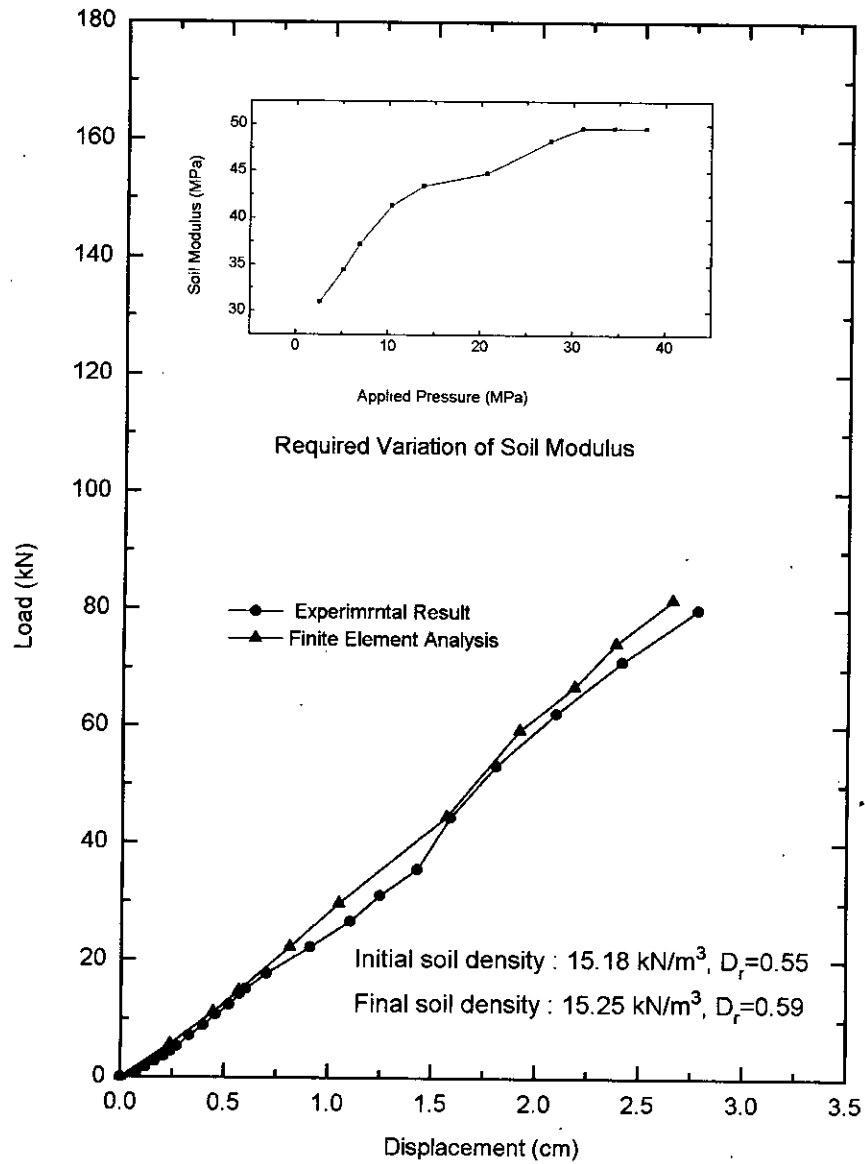 180
160
140
120
100
80
60
40
20
0
Load (kN)
50
45
40
35
30
Soil Modulus (MPa)
0 10 20 30 40
Applied Pressure (MPa)
Required Variation of Soil Modulus
Experimrntal Result
Finite Element Analysis
Initial soil density : 15.18 kN/m³, Dᵣ=0.55
Final soil density : 15.25 kN/m³, Dᵣ=0.59
0.0 0.5 1.0 1.5 2.0 2.5 3.0 3.5
Displacement (cm)